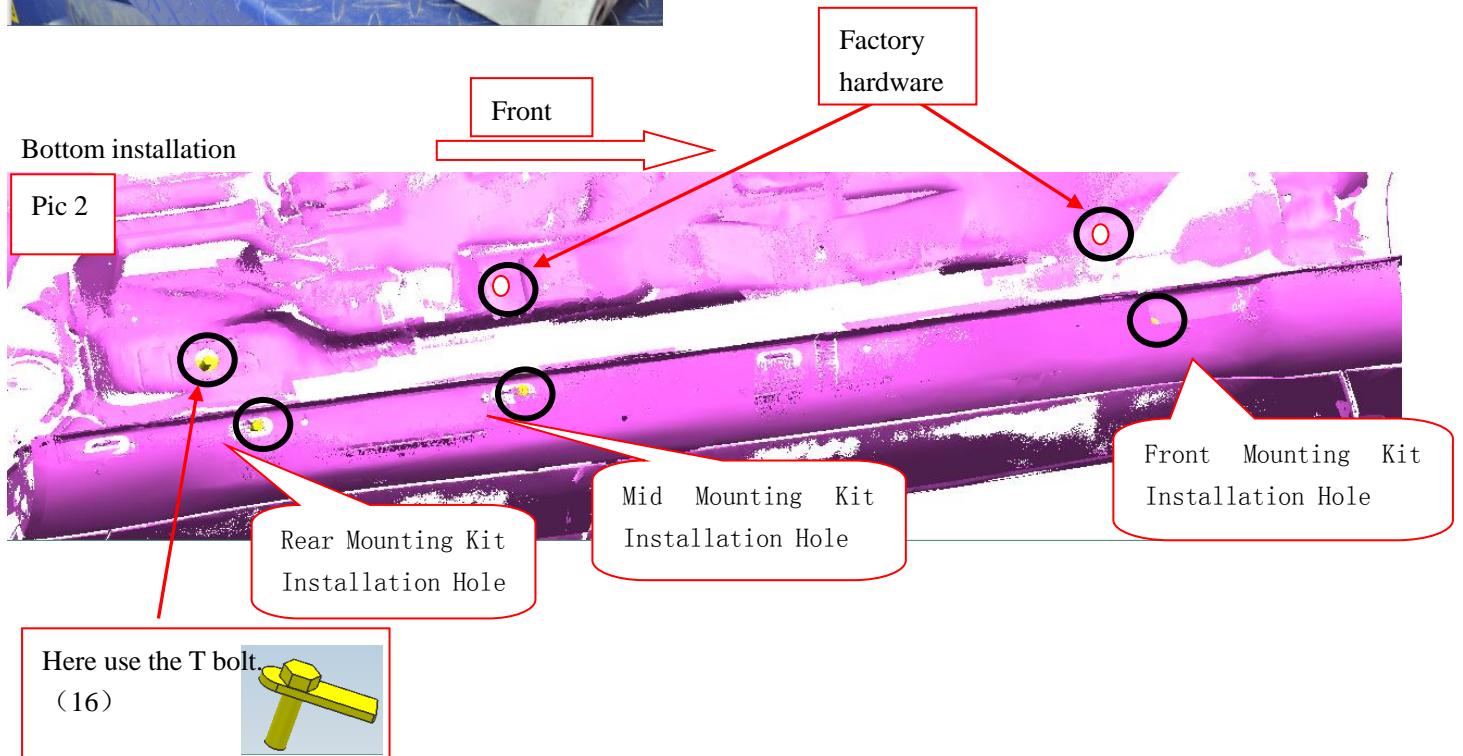 Factory
hardware
Front
Bottom installation
Pic 2
Front Mounting Kit
Installation Hole
Mid Mounting Kit
Installation Hole
Rear Mounting Kit
Installation Hole
Here use the T bolt.
（16）